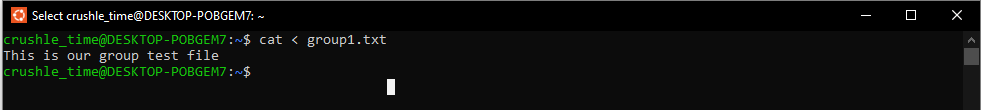 Select crushle_time@DESKTOP-POBGEM7: ~
crushle_time@DESKTOP-POBGEM7:~$ cat < group1.txt
This is our group test file
crushle_time@DESKTOP-POBGEM7:~$